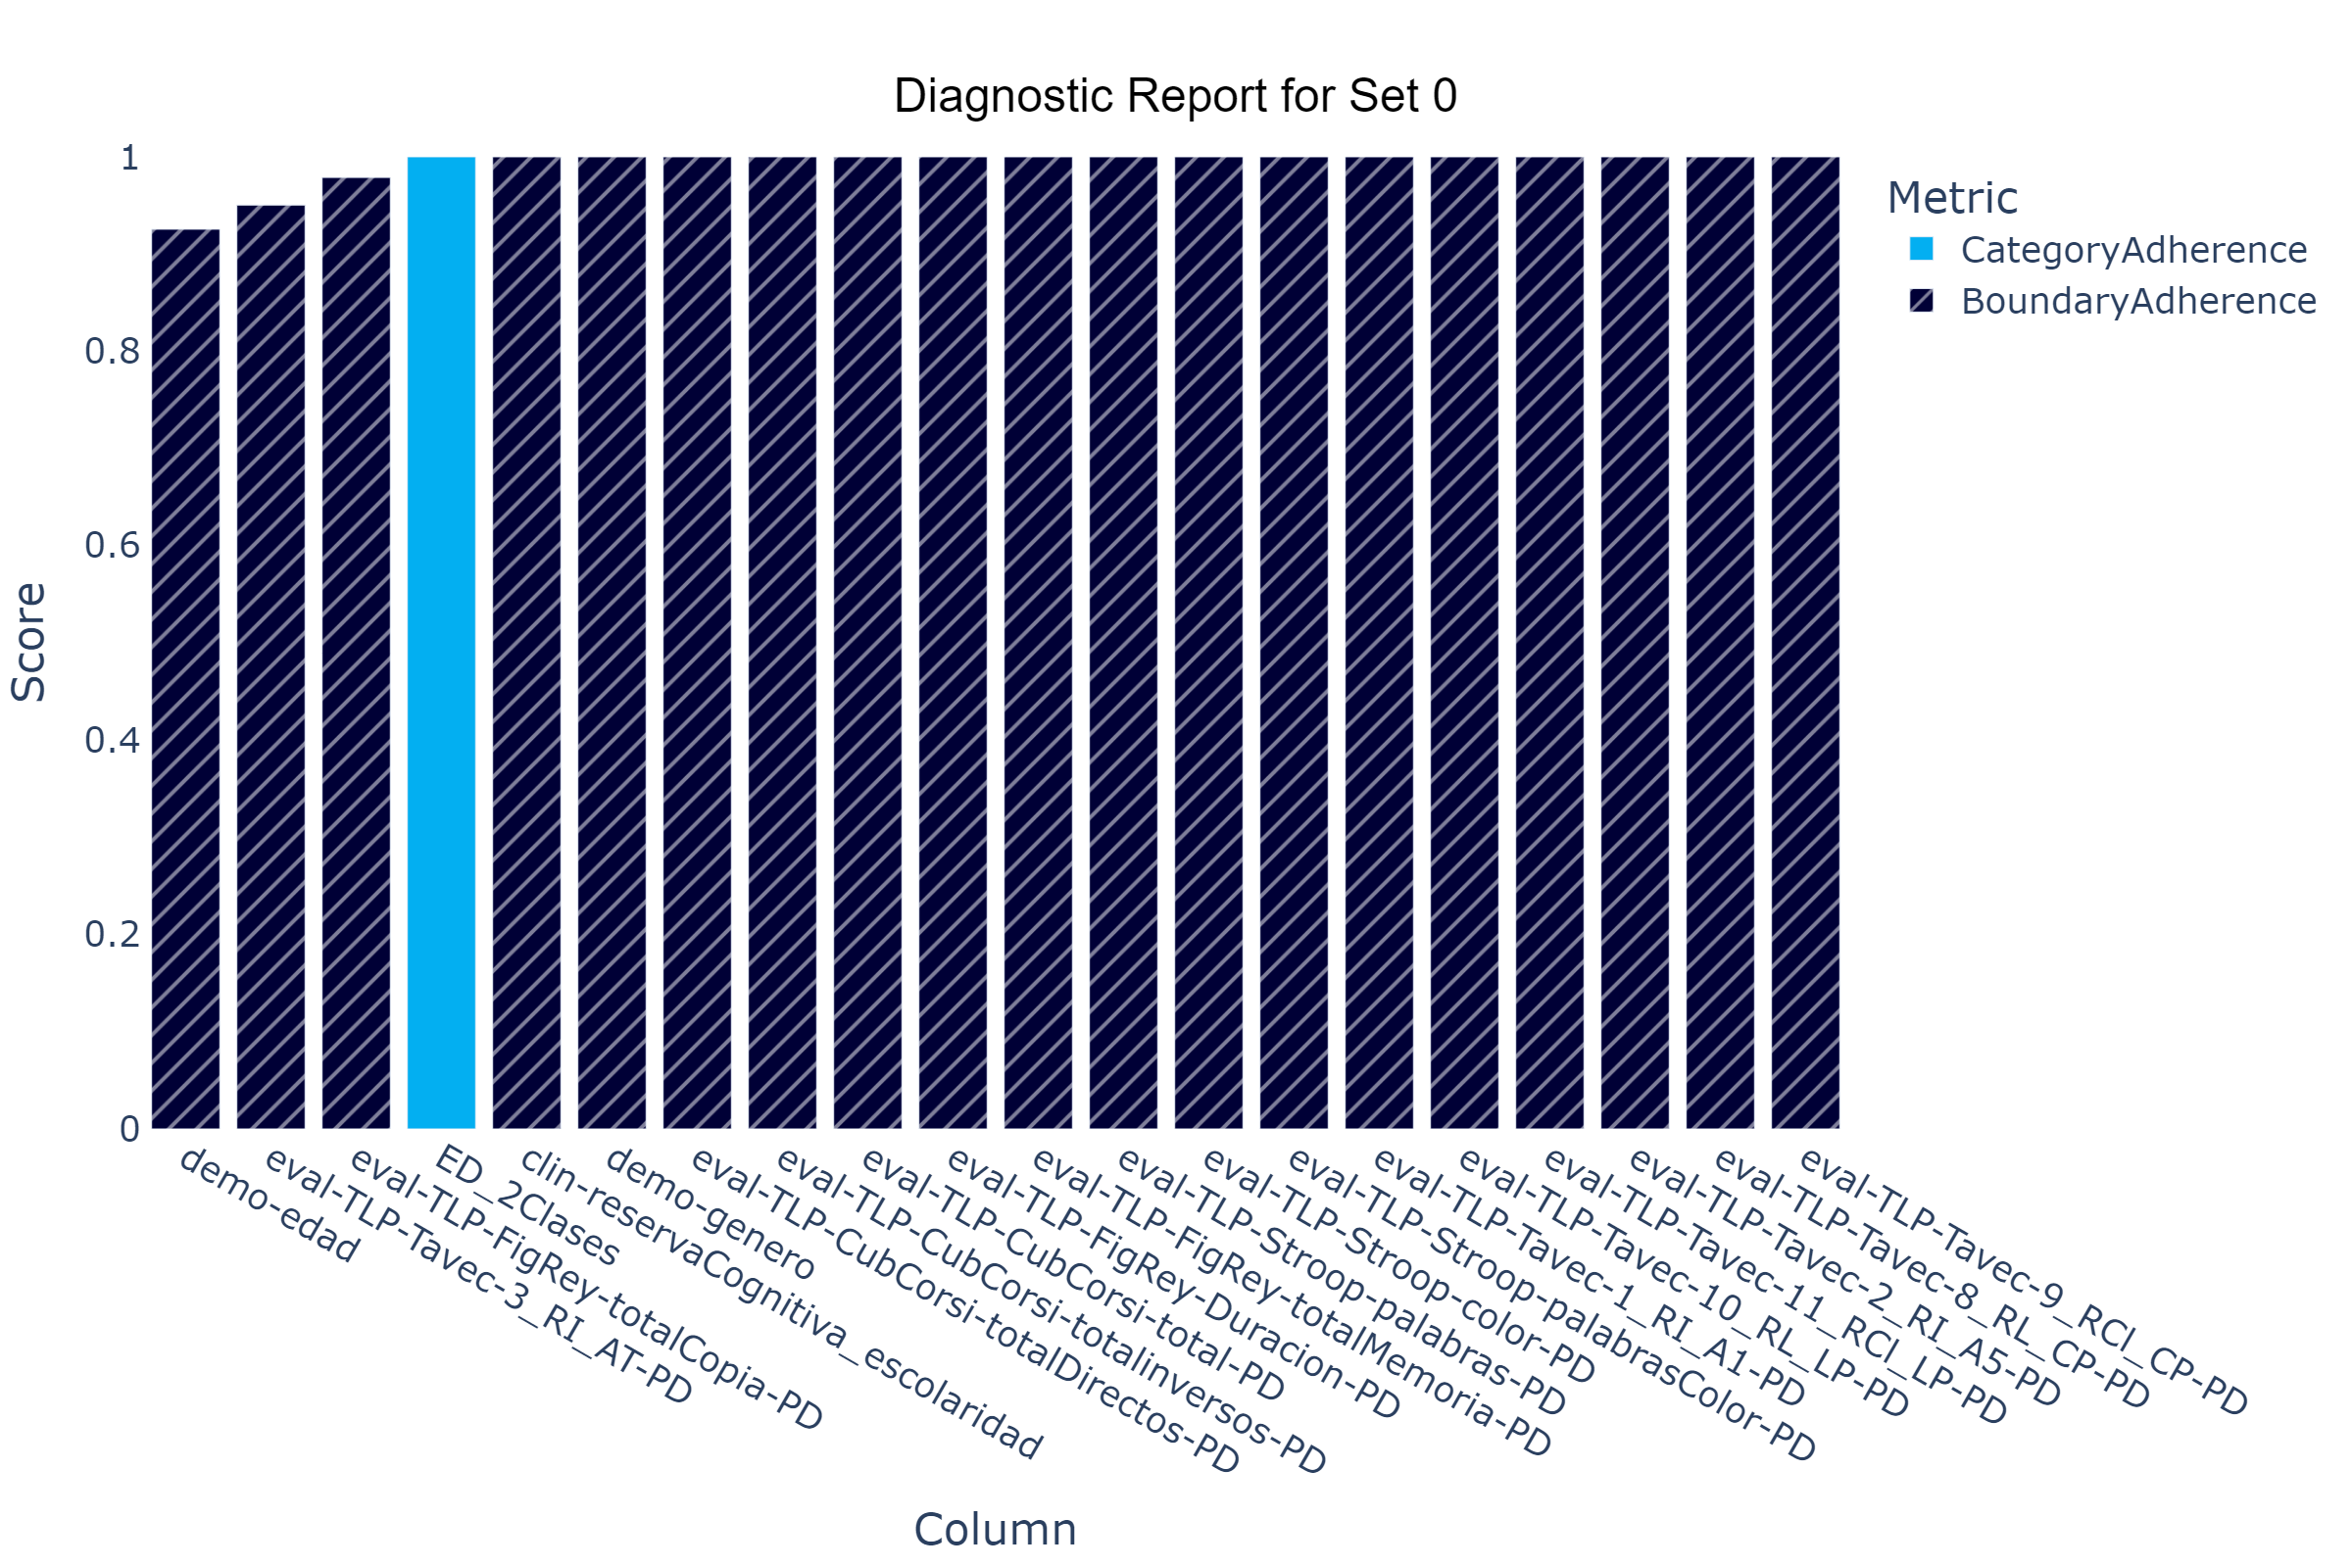 Diagnostic Report for Set 0
1
0.8
0.6
0.4
0.2
0
Score
Metric
CategoryAdherence
BoundaryAdherence
demo-edad
eval-TLP-Tavec-3_RI_AT-PD
eval-TLP-FigRey-totalCopia-PD
ED_2Clases
clin-reservaCognitiva_escolaridad
demo-genero
eval-TLP-CubCorsi-totalDirectos-PD
eval-TLP-CubCorsi-totalinversos-PD
eval-TLP-CubCorsi-total-PD
eval-TLP-FigRey-Duracion-PD
eval-TLP-FigRey-totalMemoria-PD
eval-TLP-Stroop-palabras-PD
eval-TLP-Stroop-color-PD
eval-TLP-Stroop-palabrasColor-PD
eval-TLP-Tavec-1_RI_A1-PD
eval-TLP-Tavec-10_RL_LP-PD
eval-TLP-Tavec-11_RCl_LP-PD
eval-TLP-Tavec-2_RI_A5-PD
eval-TLP-Tavec-8_RL_CP-PD
eval-TLP-Tavec-9_RCl_CP-PD
Column